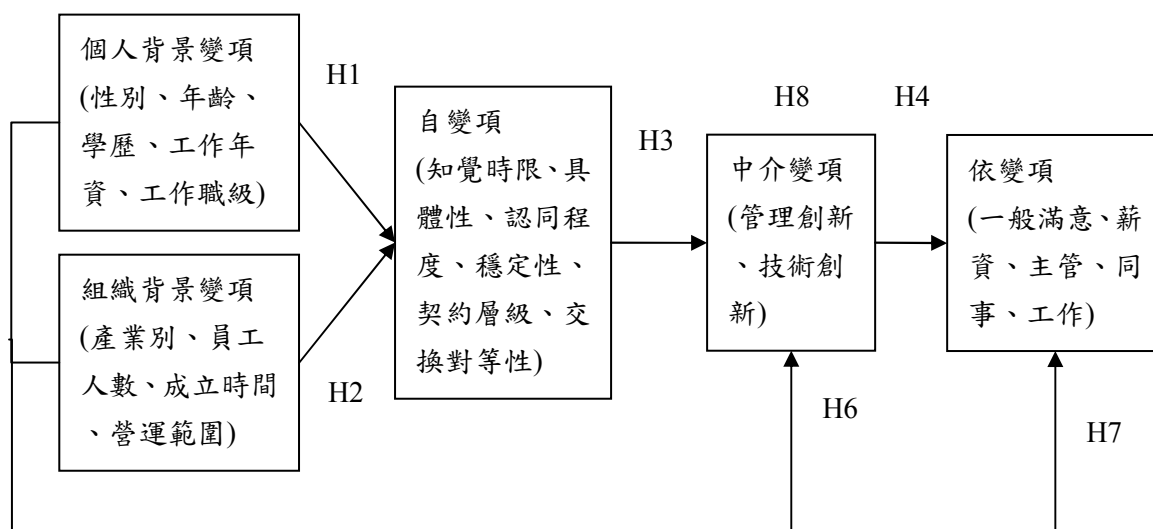 個人背景變項
(性別、年齡、
學歷、工作年
資、工作職級)
H1
組織背景變項
(產業別、員工
人數、成立時間
、營運範圍)
H2
自變項
(知覺時限、具
體性、認同程
度、穩定性、
契約層級、交
換對等性)
H3
H8
中介變項
(管理創新
、技術創
新)
H4
依變項
(一般滿意、薪
資、主管、同
事、工作)
H6
H7